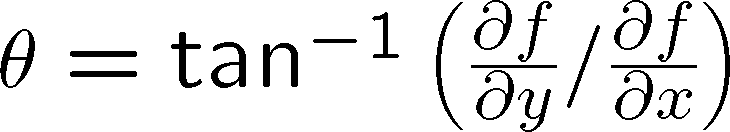 θ = tan⁻¹ (∂f/∂y / ∂f/∂x)